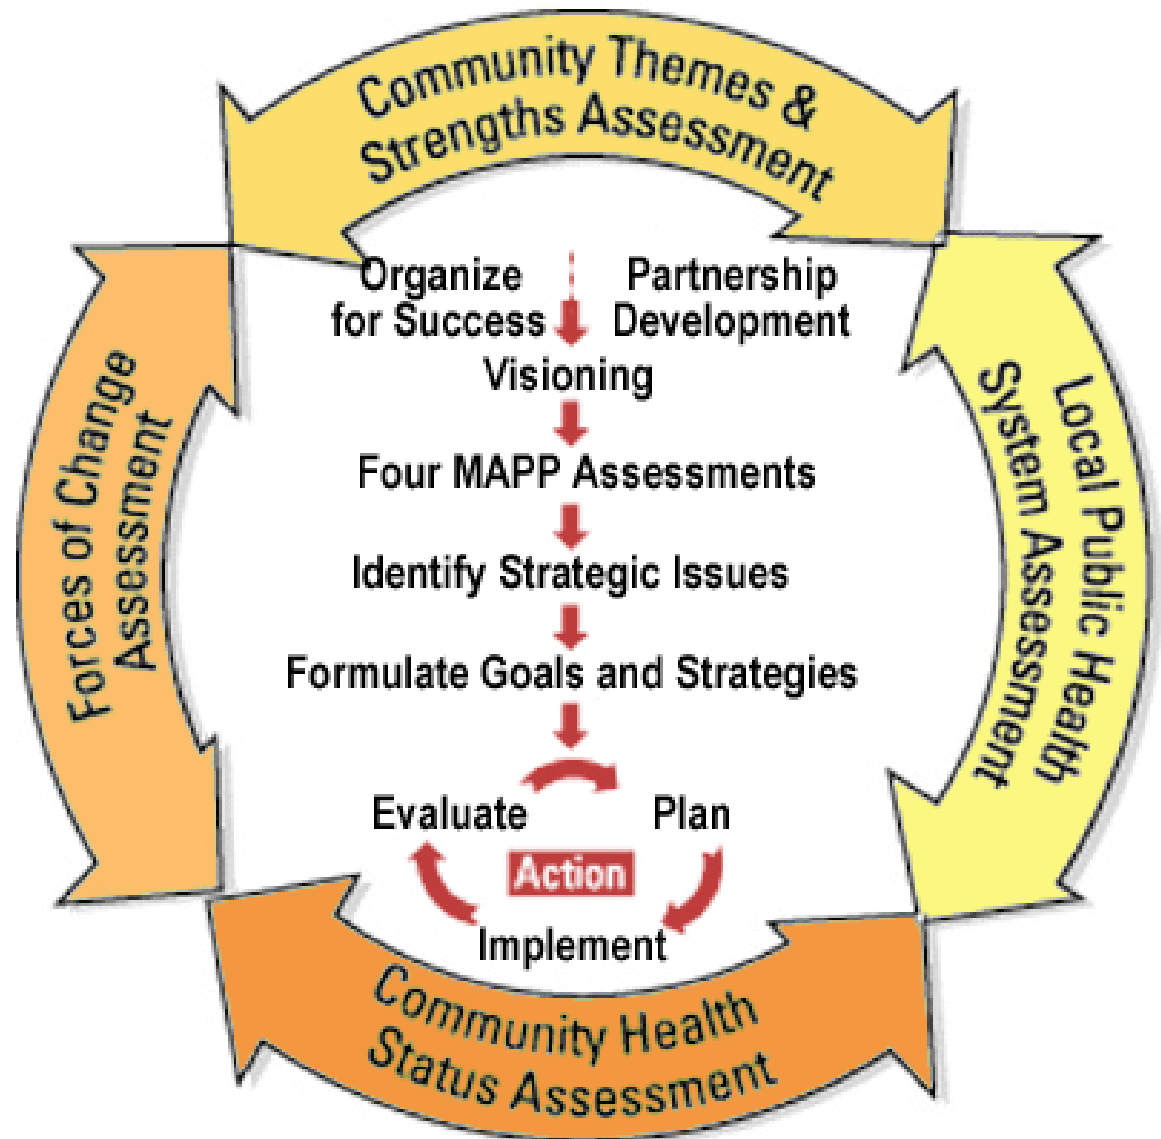 Community Themes &
Strengths Assessment
Organize
for Success
Partnership
Development
Visioning
Four MAPP Assessments
Identify Strategic Issues
Formulate Goals and Strategies
Evaluate
Plan
Action
Implement
Forces of Change
Assessment
Local Public Health
System Assessment
Community Health
Status Assessment